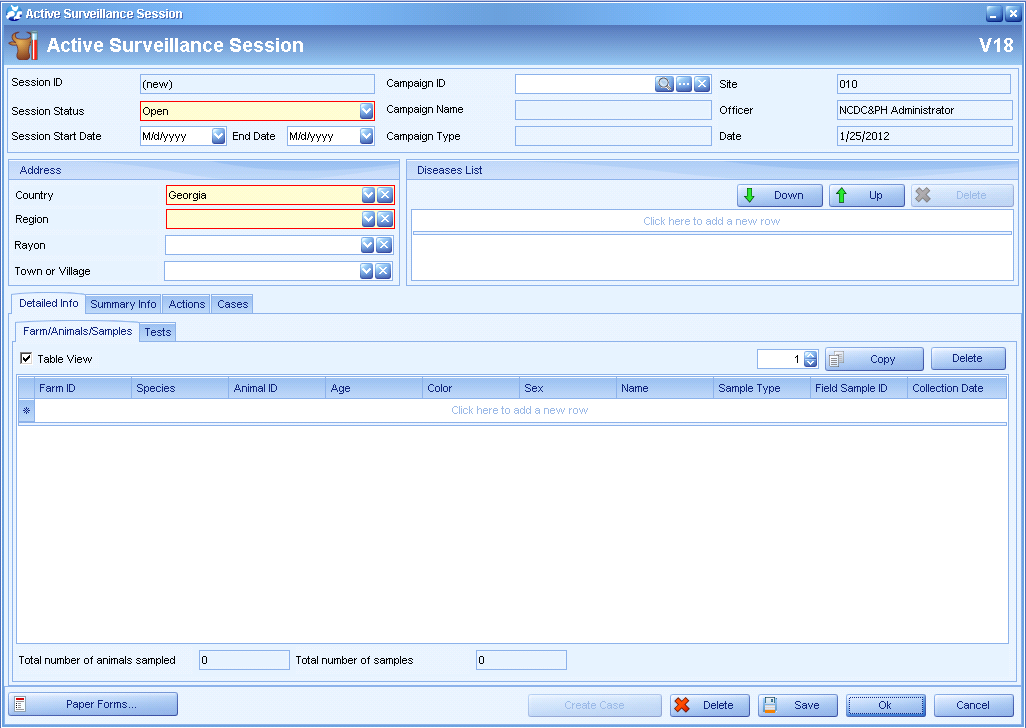 Active Surveillance Session
Active Surveillance Session V18
Session ID (new) Campaign ID Site 010
Session Status Open Campaign Name Officer NCDC&PH Administrator
Session Start Date M/d/yyyy End Date M/d/yyyy Campaign Type Date 1/25/2012
Address Diseases List
Country Georgia Down Up Delete
Region Click here to add a new row
Rayon
Town or Village
Detailed Info Summary Info Actions Cases
Farm/Animals/Samples Tests
Table View 1 Copy Delete
Farm ID Species Animal ID Age Color Sex Name Sample Type Field Sample ID Collection Date
Click here to add a new row
Total number of animals sampled 0 Total number of samples 0
Paper Forms... Create Case Delete Save Ok Cancel